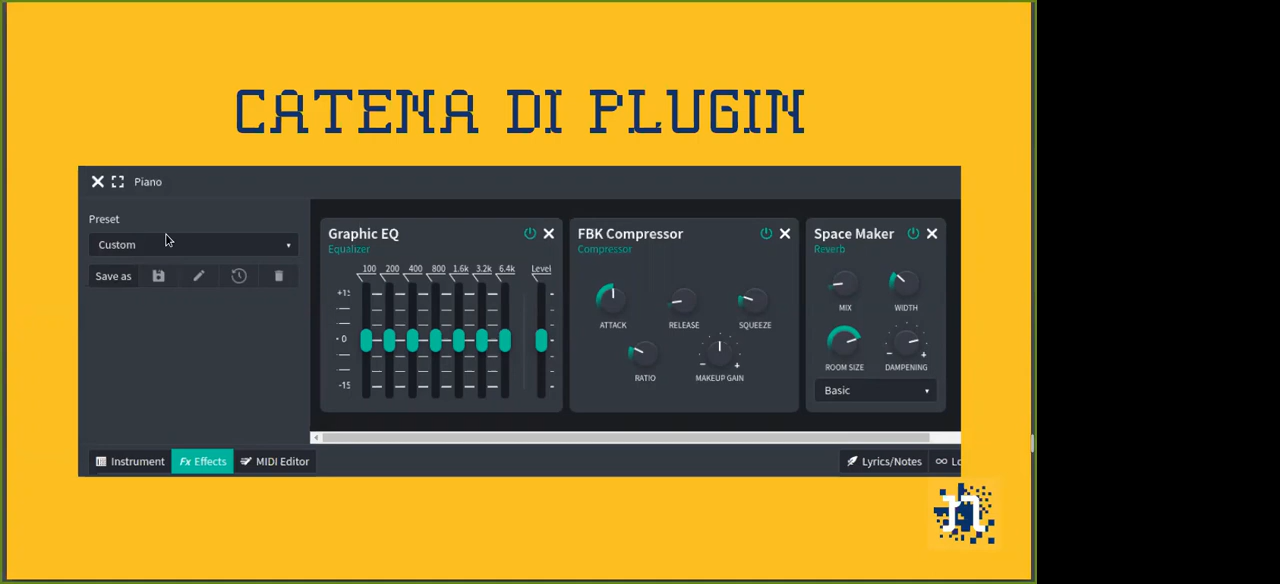 CATENA DI PLUGIN
Piano
Preset
Custom
Save as
Graphic EQ
Equalizer
100 200 400 800 1.6k 3.2k 6.4k Level
0
-15
FBK Compressor
Compressor
ATTACK RELEASE SQUEEZE
RATIO MAKEUP GAIN
- +
Space Maker
Reverb
MIX WIDTH
ROOM SIZE DAMPENING
- +
Basic
Instrument Fx Effects MIDI Editor Lyrics/Notes
n